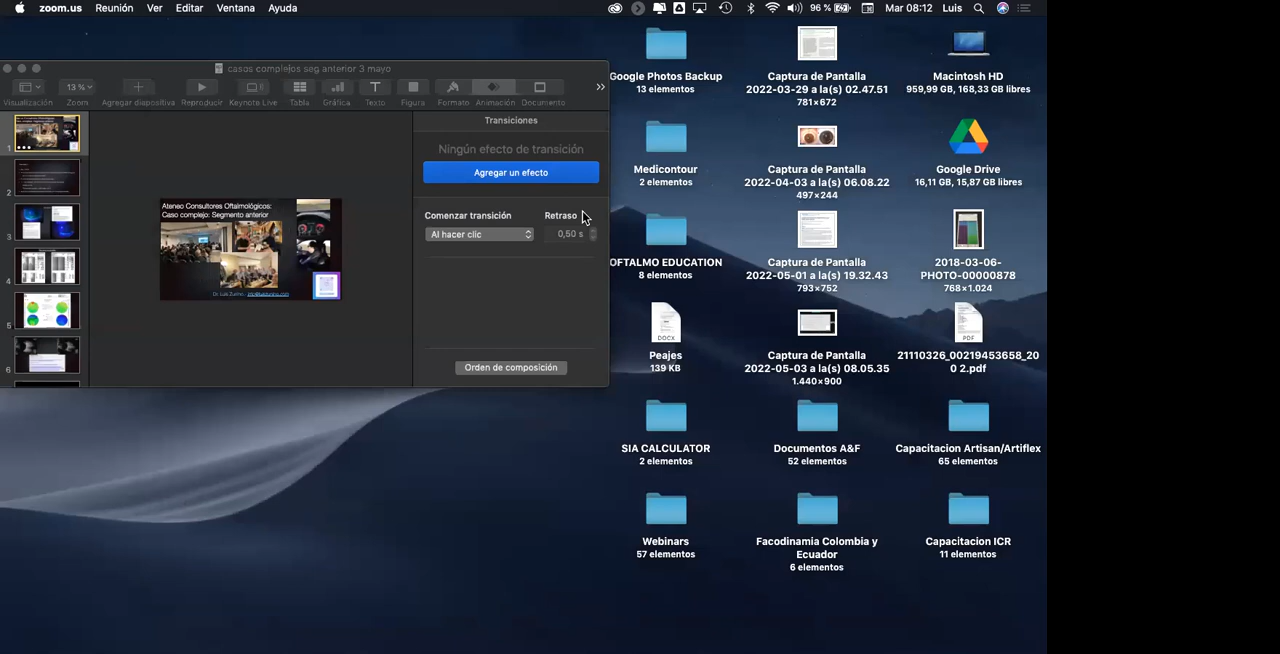 zoom.us Reunión Ver Editar Ventana Ayuda
96 % Mar 08:12 Luis
casos complejos seg anterior 3 mayo
13 %
Visualización Zoom Agregar diapositiva Reproducir Keynote Live Tabla Gráfica Texto Figura Formato Animación Documento
Transiciones
Ningún efecto de transición
Agregar un efecto
Comenzar transición Retraso
Al hacer clic 0,50 s
Orden de composición
1
2
3
4
5
6
Ateneo Consultores Oftalmológicos:
Caso complejo: Segmento anterior
Google Photos Backup
13 elementos
Captura de Pantalla
2022-03-29 a la(s) 02.47.51
781×672
Macintosh HD
959,99 GB, 168,33 GB libres
Medicontour
2 elementos
Captura de Pantalla
2022-04-03 a la(s) 06.08.22
497×244
Google Drive
16,11 GB, 15,87 GB libres
OFTALMO EDUCATION
8 elementos
Captura de Pantalla
2022-05-01 a la(s) 19.32.43
793×752
2018-03-06-
PHOTO-00000878
768×1.024
DOCX
Peajes
139 KB
Captura de Pantalla
2022-05-03 a la(s) 08.05.35
1.440×900
PDF
21110326_00219453658_20
0 2.pdf
SIA CALCULATOR
2 elementos
Documentos A&F
52 elementos
Capacitacion Artisan/Artiflex
65 elementos
Webinars
57 elementos
Facodinamia Colombia y
Ecuador
6 elementos
Capacitacion ICR
11 elementos